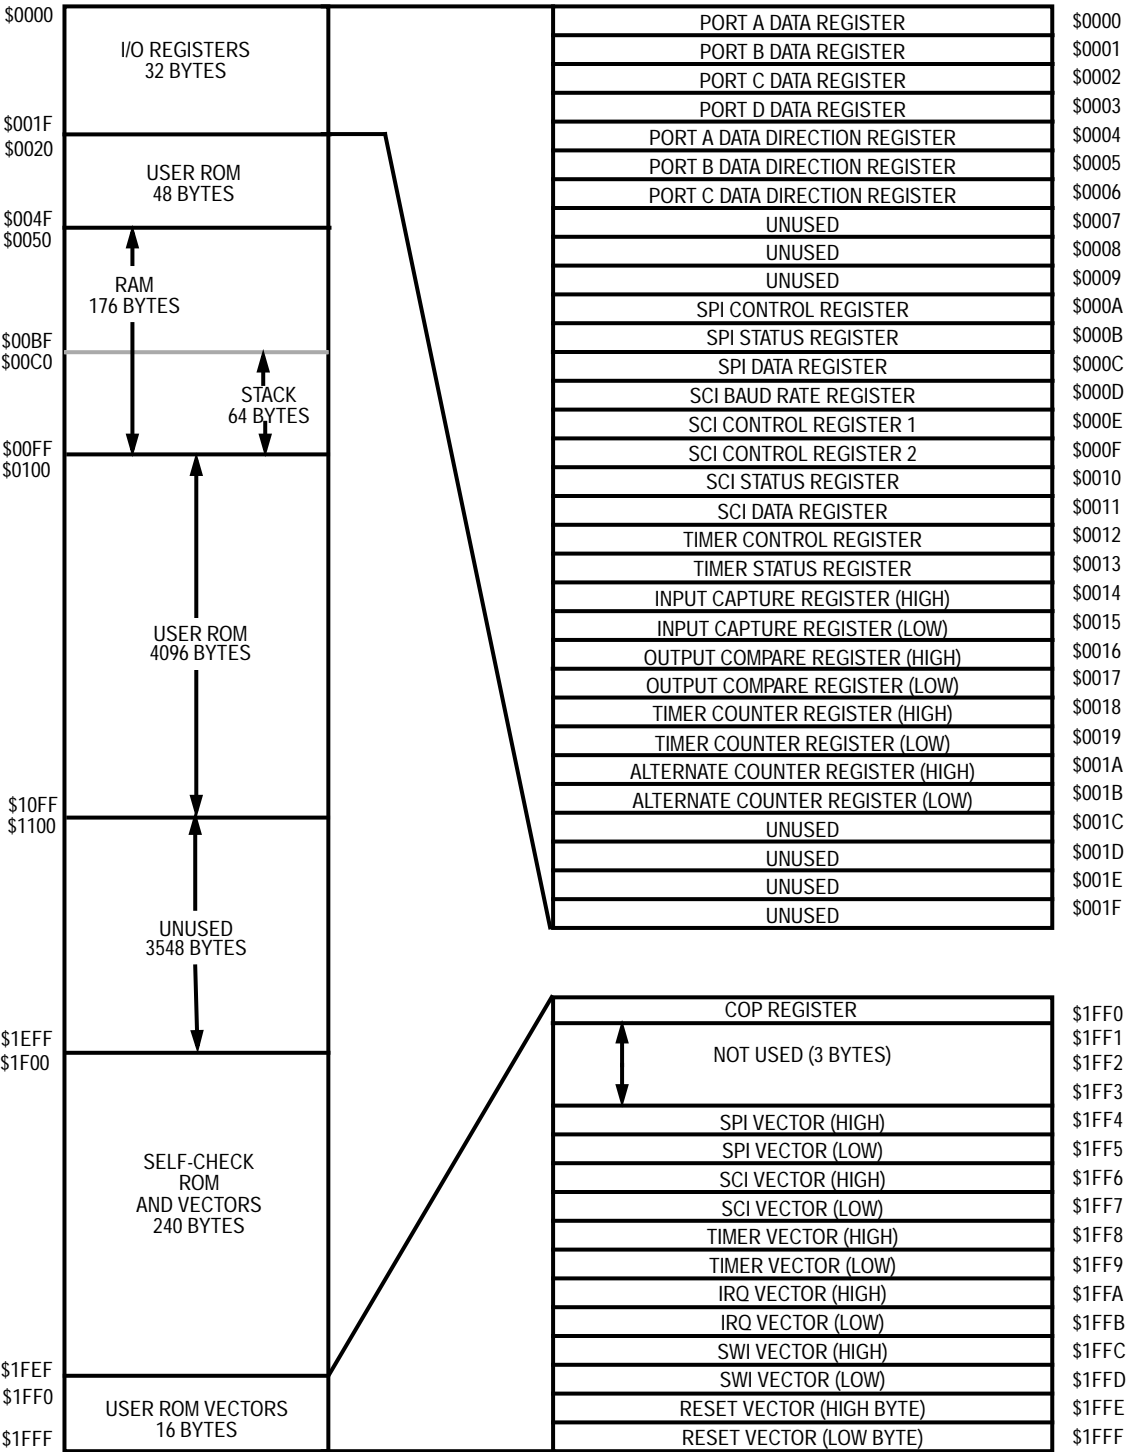 $0000
I/O REGISTERS
32 BYTES
$001F
$0020
USER ROM
48 BYTES
$004F
$0050
RAM
176 BYTES
$00BF
$00C0
STACK
64 BYTES
$00FF
$0100
USER ROM
4096 BYTES
$10FF
$1100
UNUSED
3548 BYTES
$1EFF
$1F00
SELF-CHECK
ROM
AND VECTORS
240 BYTES
$1FEF
$1FF0
USER ROM VECTORS
16 BYTES
$1FFF
PORT A DATA REGISTER $0000
PORT B DATA REGISTER $0001
PORT C DATA REGISTER $0002
PORT D DATA REGISTER $0003
PORT A DATA DIRECTION REGISTER $0004
PORT B DATA DIRECTION REGISTER $0005
PORT C DATA DIRECTION REGISTER $0006
UNUSED $0007
UNUSED $0008
UNUSED $0009
SPI CONTROL REGISTER $000A
SPI STATUS REGISTER $000B
SPI DATA REGISTER $000C
SCI BAUD RATE REGISTER $000D
SCI CONTROL REGISTER 1 $000E
SCI CONTROL REGISTER 2 $000F
SCI STATUS REGISTER $0010
SCI DATA REGISTER $0011
TIMER CONTROL REGISTER $0012
TIMER STATUS REGISTER $0013
INPUT CAPTURE REGISTER (HIGH) $0014
INPUT CAPTURE REGISTER (LOW) $0015
OUTPUT COMPARE REGISTER (HIGH) $0016
OUTPUT COMPARE REGISTER (LOW) $0017
TIMER COUNTER REGISTER (HIGH) $0018
TIMER COUNTER REGISTER (LOW) $0019
ALTERNATE COUNTER REGISTER (HIGH) $001A
ALTERNATE COUNTER REGISTER (LOW) $001B
UNUSED $001C
UNUSED $001D
UNUSED $001E
UNUSED $001F
COP REGISTER $1FF0
$1FF1
NOT USED (3 BYTES) $1FF2
$1FF3
SPI VECTOR (HIGH) $1FF4
SPI VECTOR (LOW) $1FF5
SCI VECTOR (HIGH) $1FF6
SCI VECTOR (LOW) $1FF7
TIMER VECTOR (HIGH) $1FF8
TIMER VECTOR (LOW) $1FF9
IRQ VECTOR (HIGH) $1FFA
IRQ VECTOR (LOW) $1FFB
SWI VECTOR (HIGH) $1FFC
SWI VECTOR (LOW) $1FFD
RESET VECTOR (HIGH BYTE) $1FFE
RESET VECTOR (LOW BYTE) $1FFF